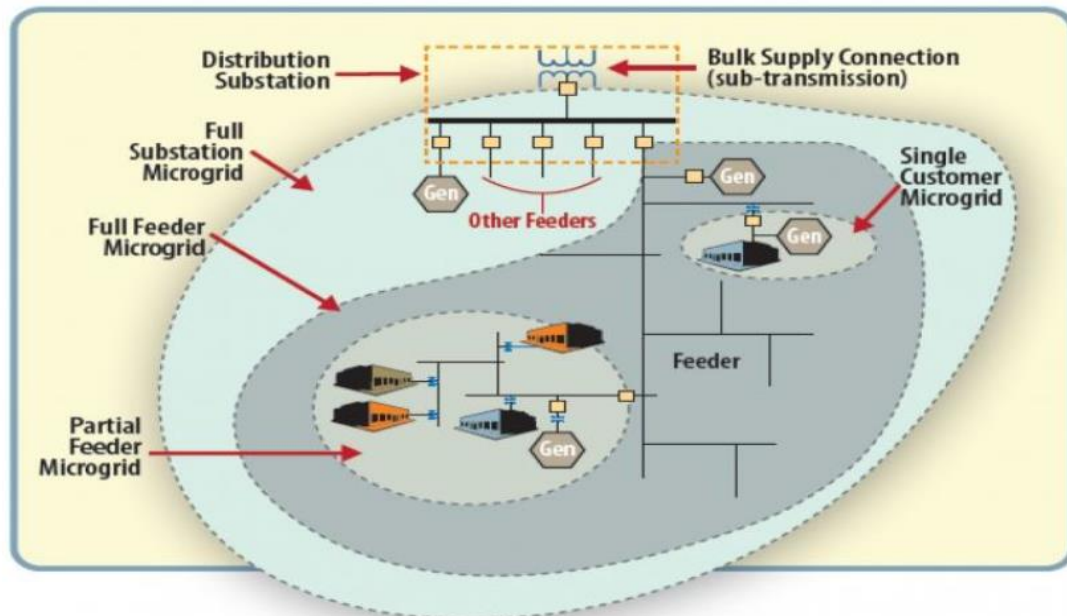 Distribution
Substation
Bulk Supply Connection
(sub-transmission)
Full
Substation
Microgrid
Single
Customer
Microgrid
Gen
Gen
Other Feeders
Full Feeder
Microgrid
Gen
Feeder
Partial
Feeder
Microgrid
Gen